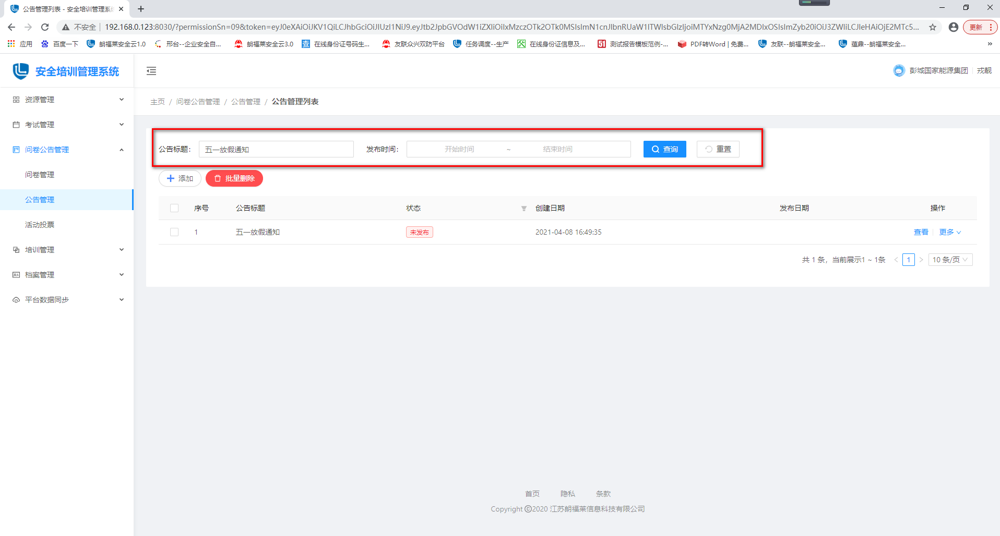 公告管理列表 - 安全培训管理系统
不安全 192.168.0.123:8030/?permissionSn=09&token=eyJ0eXAiOiJKV1QiLCJhbGciOiJIUzI1NiJ9.eyJtb2JpbGVOdW1iZXIiOiIxMzczOTk2OTk0MSIsImN1cnJlbnRUaW1lTWlsbGlzIjoiMTYxNzg0MjA2MDIxOSIsImZyb20iOiJ3ZWIiLCJleHAiOjE2MTc5... 更新
应用 百度一下 朗福莱安全云1.0 邢台--企业安全自... 朗福莱安全云3.0 在线身份证号码生... 友联众兴双防平台 任务调度--生产 在线身份证信息及... 测试报告模板范例-... PDF转Word | 免费... 友联--朗福莱安全... 蕴鼎--朗福莱安全... »
安全培训管理系统
彭城国家能源集团 戎靓
资源管理
考试管理
问卷公告管理
问卷管理
公告管理
活动投票
培训管理
档案管理
平台数据同步
主页 / 问卷公告管理 / 公告管理 / 公告管理列表
公告标题: 五一放假通知 发布时间: 开始时间 ~ 结束时间 查询 重置
添加 批量删除
序号 公告标题 状态 创建日期 发布日期 操作
1 五一放假通知 未发布 2021-04-08 16:49:35 查看 更多
共 1 条，当前展示1 ~ 1条 < 1 > 10 条/页
首页 隐私 条款
Copyright ©2020 江苏朗福莱信息科技有限公司